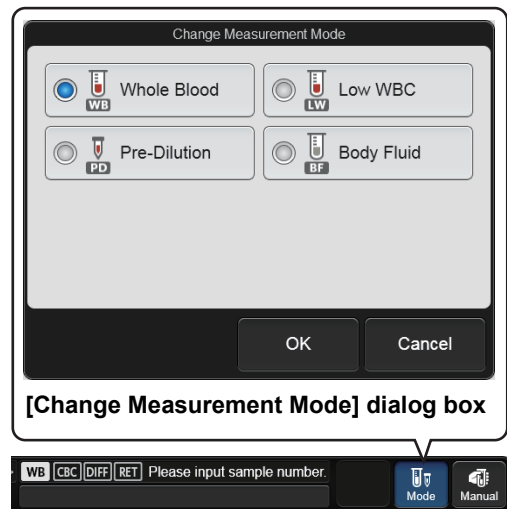 Change Measurement Mode
WB Whole Blood
LW Low WBC
PD Pre-Dilution
BF Body Fluid
OK
Cancel
[Change Measurement Mode] dialog box
WB CBC DIFF RET Please input sample number.
Mode
Manual